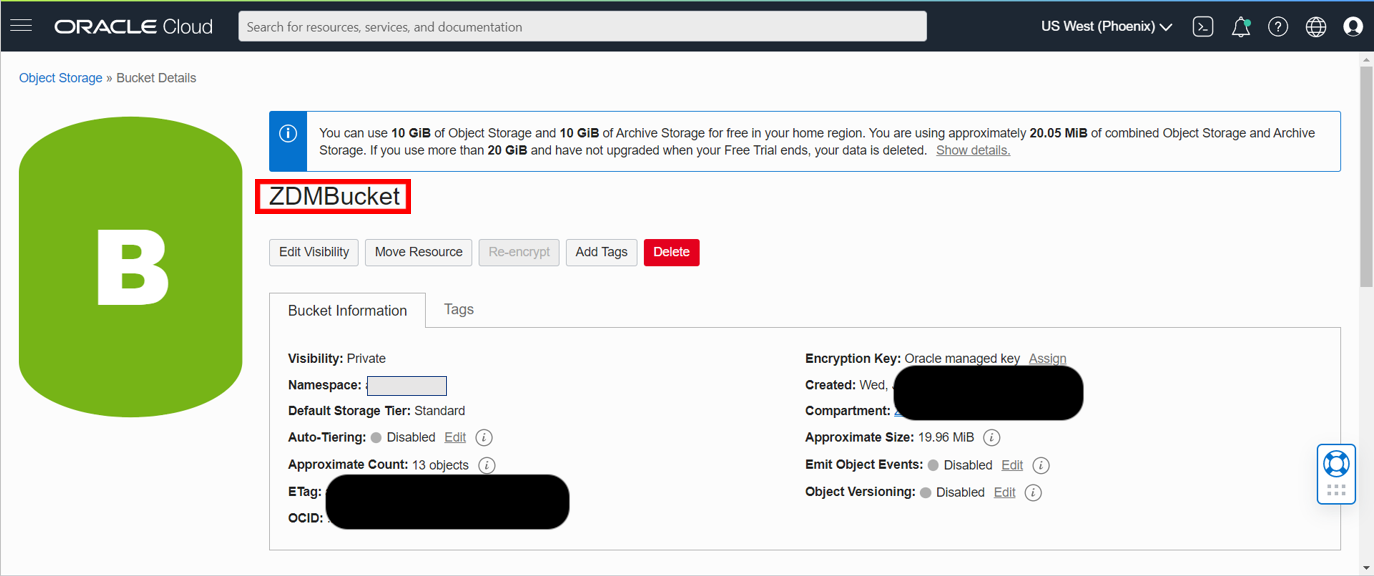 ORACLE Cloud
Search for resources, services, and documentation
US West (Phoenix)
Object Storage » Bucket Details
B
You can use 10 GiB of Object Storage and 10 GiB of Archive Storage for free in your home region. You are using approximately 20.05 MiB of combined Object Storage and Archive
Storage. If you use more than 20 GiB and have not upgraded when your Free Trial ends, your data is deleted. Show details.
ZDMBucket
Edit Visibility Move Resource Re-encrypt Add Tags Delete
Bucket Information Tags
Visibility: Private
Namespace:
Default Storage Tier: Standard
Auto-Tiering: Disabled Edit
Approximate Count: 13 objects
ETag:
OCID:
Encryption Key: Oracle managed key Assign
Created: Wed,
Compartment:
Approximate Size: 19.96 MiB
Emit Object Events: Disabled Edit
Object Versioning: Disabled Edit